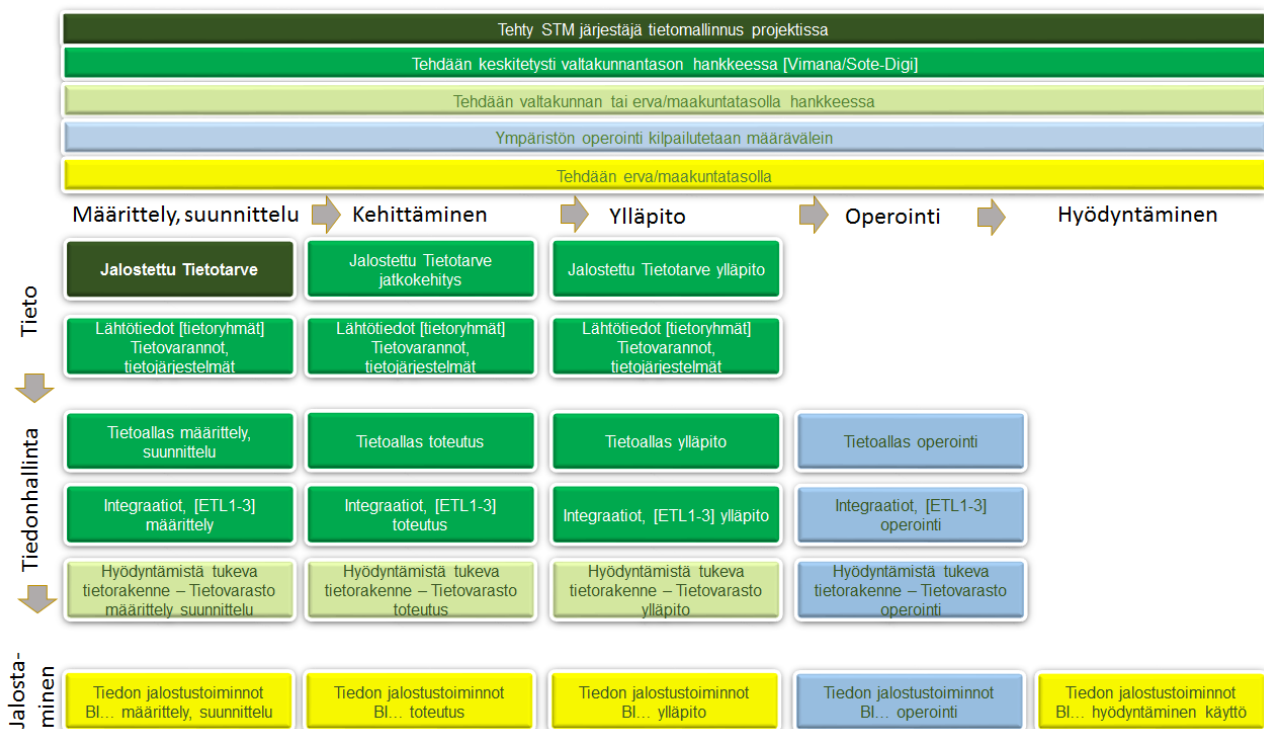 Tehty STM järjestäjä tietomallinnus projektissa
Tehdään keskitetysti valtakunnantason hankkeessa [Vimana/Sote-Digi]
Tehdään valtakunnan tai erva/maakuntatasolla hankkeessa
Ympäristön operointi kilpailutetaan määrävälein
Tehdään erva/maakuntatasolla
Määrittely, suunnittelu
Kehittäminen
Ylläpito
Operointi
Hyödyntäminen
Tieto
Jalostettu Tietotarve
Jalostettu Tietotarve
jatkokehitys
Jalostettu Tietotarve ylläpito
Lähtötiedot [tietoryhmät]
Tietovarannot,
tietojärjestelmät
Lähtötiedot [tietoryhmät]
Tietovarannot,
tietojärjestelmät
Lähtötiedot [tietoryhmät]
Tietovarannot,
tietojärjestelmät
Tiedonhallinta
Tietoallas määrittely,
suunnittelu
Tietoallas toteutus
Tietoallas ylläpito
Tietoallas operointi
Integraatiot, [ETL1-3]
määrittely
Integraatiot, [ETL1-3]
toteutus
Integraatiot, [ETL1-3] ylläpito
Integraatiot, [ETL1-3]
operointi
Hyödyntämistä tukeva
tietorakenne – Tietovarasto
määrittely suunnittelu
Hyödyntämistä tukeva
tietorakenne – Tietovarasto
toteutus
Hyödyntämistä tukeva
tietorakenne – Tietovarasto
ylläpito
Hyödyntämistä tukeva
tietorakenne – Tietovarasto
operointi
Jalosta-
minen
Tiedon jalostustoiminnot
BI... määrittely, suunnittelu
Tiedon jalostustoiminnot
BI... toteutus
Tiedon jalostustoiminnot
BI... ylläpito
Tiedon jalostustoiminnot
BI... operointi
Tiedon jalostustoiminnot
BI... hyödyntäminen käyttö